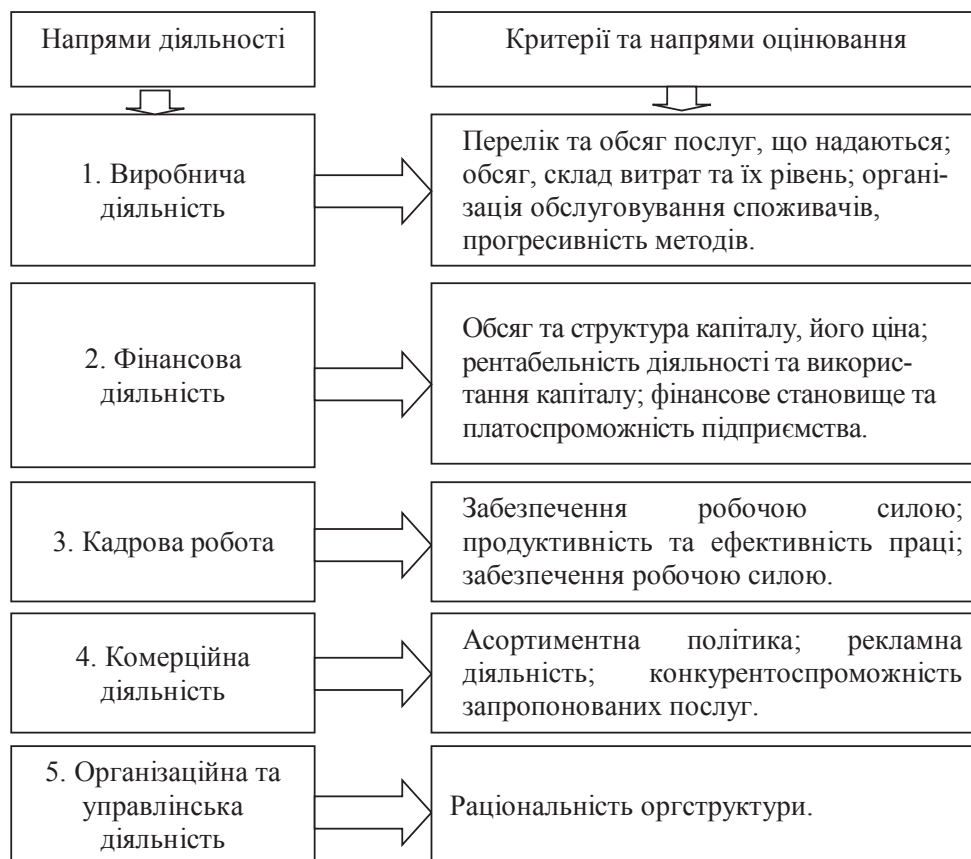 Напрями діяльності
Критерії та напрями оцінювання
1. Виробнича
діяльність
Перелік та обсяг послуг, що надаються;
обсяг, склад витрат та їх рівень; органі-
зація обслуговування споживачів,
прогресивність методів.
2. Фінансова
діяльність
Обсяг та структура капіталу, його ціна;
рентабельність діяльності та викорис-
тання капіталу; фінансове становище та
платоспроможність підприємства.
3. Кадрова робота
Забезпечення робочою силою;
продуктивність та ефективність праці;
забезпечення робочою силою.
4. Комерційна
діяльність
Асортиментна політика; рекламна
діяльність; конкурентоспроможність
запропонованих послуг.
5. Організаційна та
управлінська
діяльність
Раціональність оргструктури.